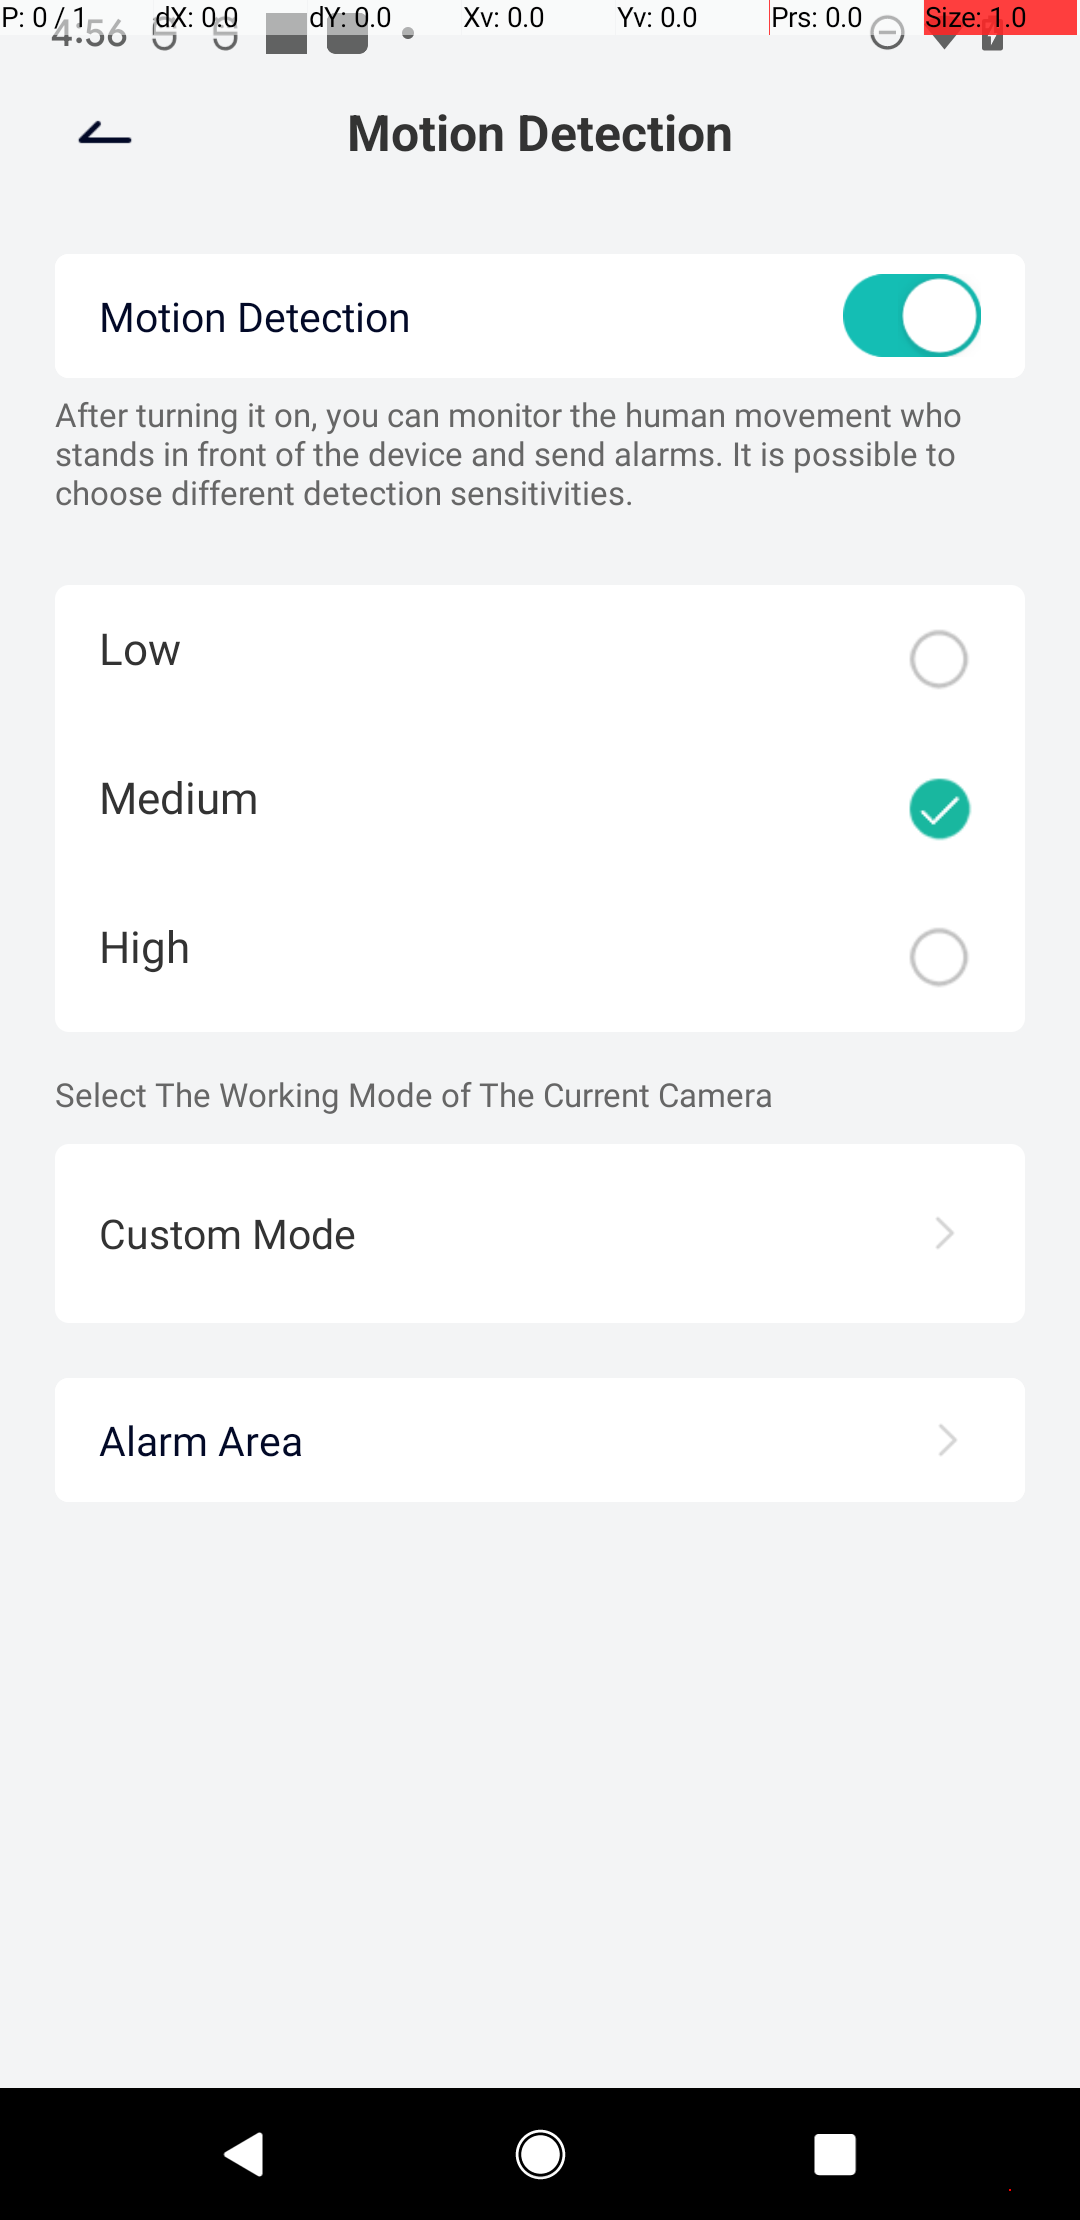 P: 0 / 1 dX: 0.0 dY: 0.0 Xv: 0.0 Yv: 0.0 Prs: 0.0 Size: 1.0
4:56
Motion Detection
Motion Detection
After turning it on, you can monitor the human movement who
stands in front of the device and send alarms. It is possible to
choose different detection sensitivities.
Low
Medium
High
Select The Working Mode of The Current Camera
Custom Mode
Alarm Area